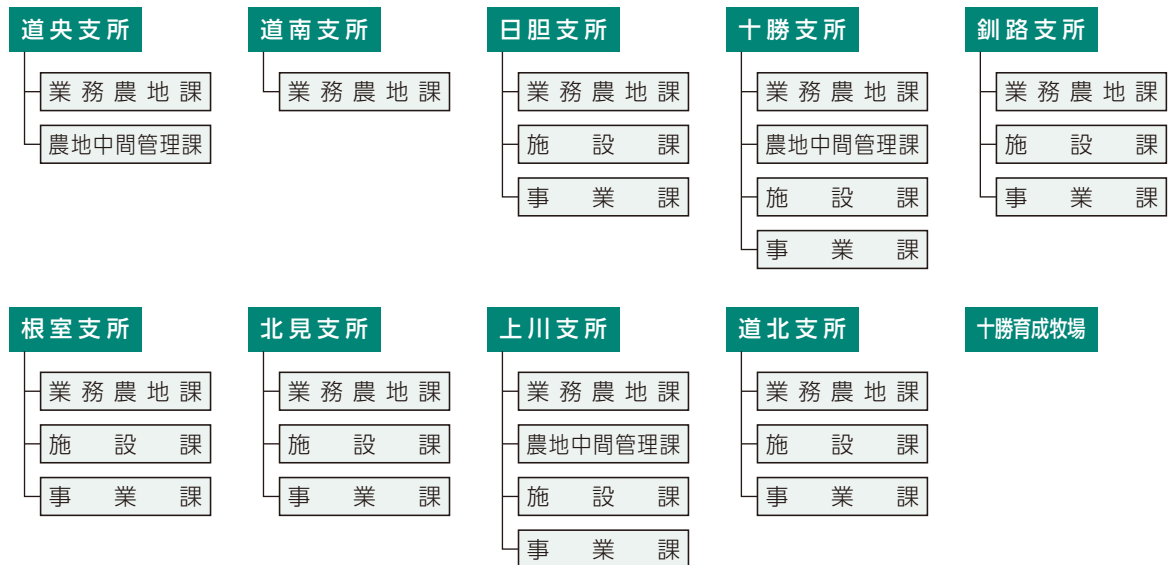 道央支所
業務農地課
農地中間管理課
道南支所
業務農地課
日胆支所
業務農地課
施設課
事業課
十勝支所
業務農地課
農地中間管理課
施設課
事業課
釧路支所
業務農地課
施設課
事業課
根室支所
業務農地課
施設課
事業課
北見支所
業務農地課
施設課
事業課
上川支所
業務農地課
農地中間管理課
施設課
事業課
道北支所
業務農地課
施設課
事業課
十勝育成牧場